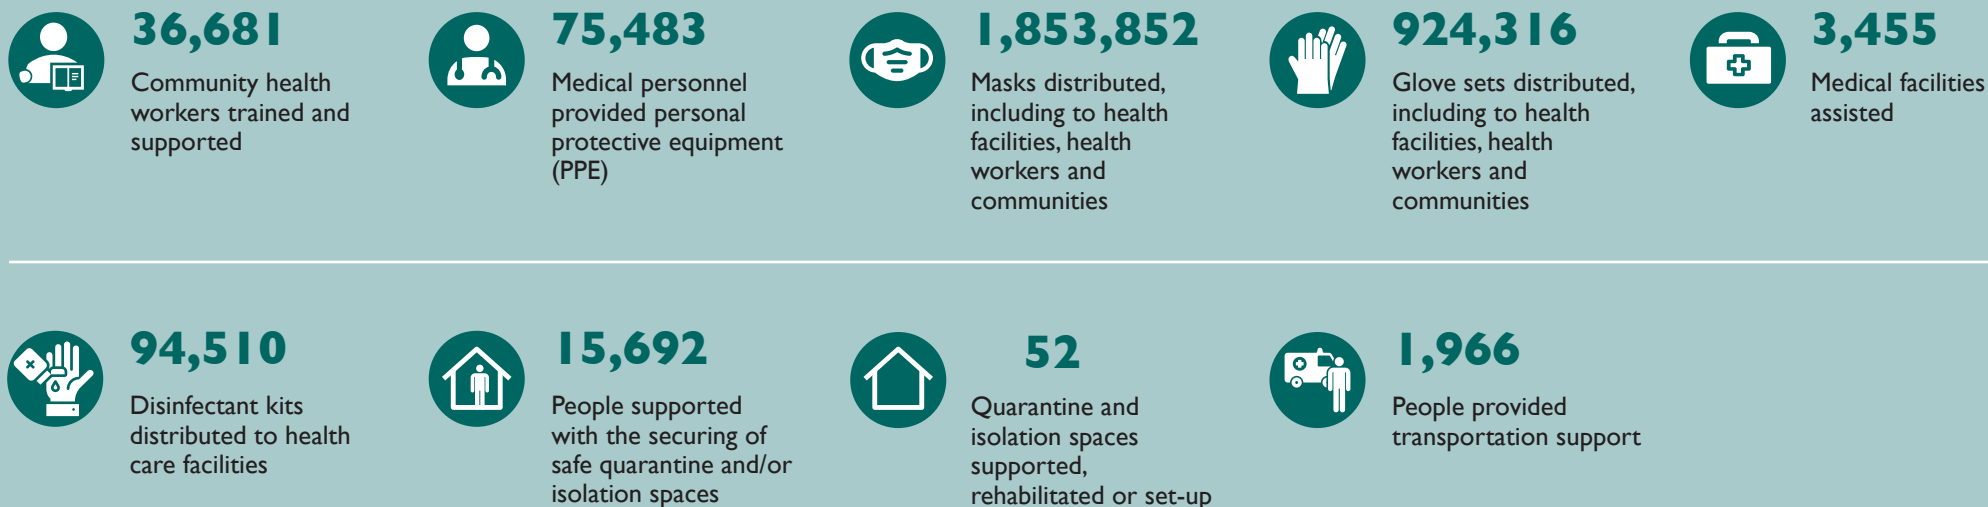 36,681
Community health
workers trained and
supported
75,483
Medical personnel
provided personal
protective equipment
(PPE)
1,853,852
Masks distributed,
including to health
facilities, health
workers and
communities
924,316
Glove sets distributed,
including to health
facilities, health
workers and
communities
3,455
Medical facilities
assisted
94,510
Disinfectant kits
distributed to health
care facilities
15,692
People supported
with the securing of
safe quarantine and/or
isolation spaces
52
Quarantine and
isolation spaces
supported,
rehabilitated or set-up
1,966
People provided
transportation support